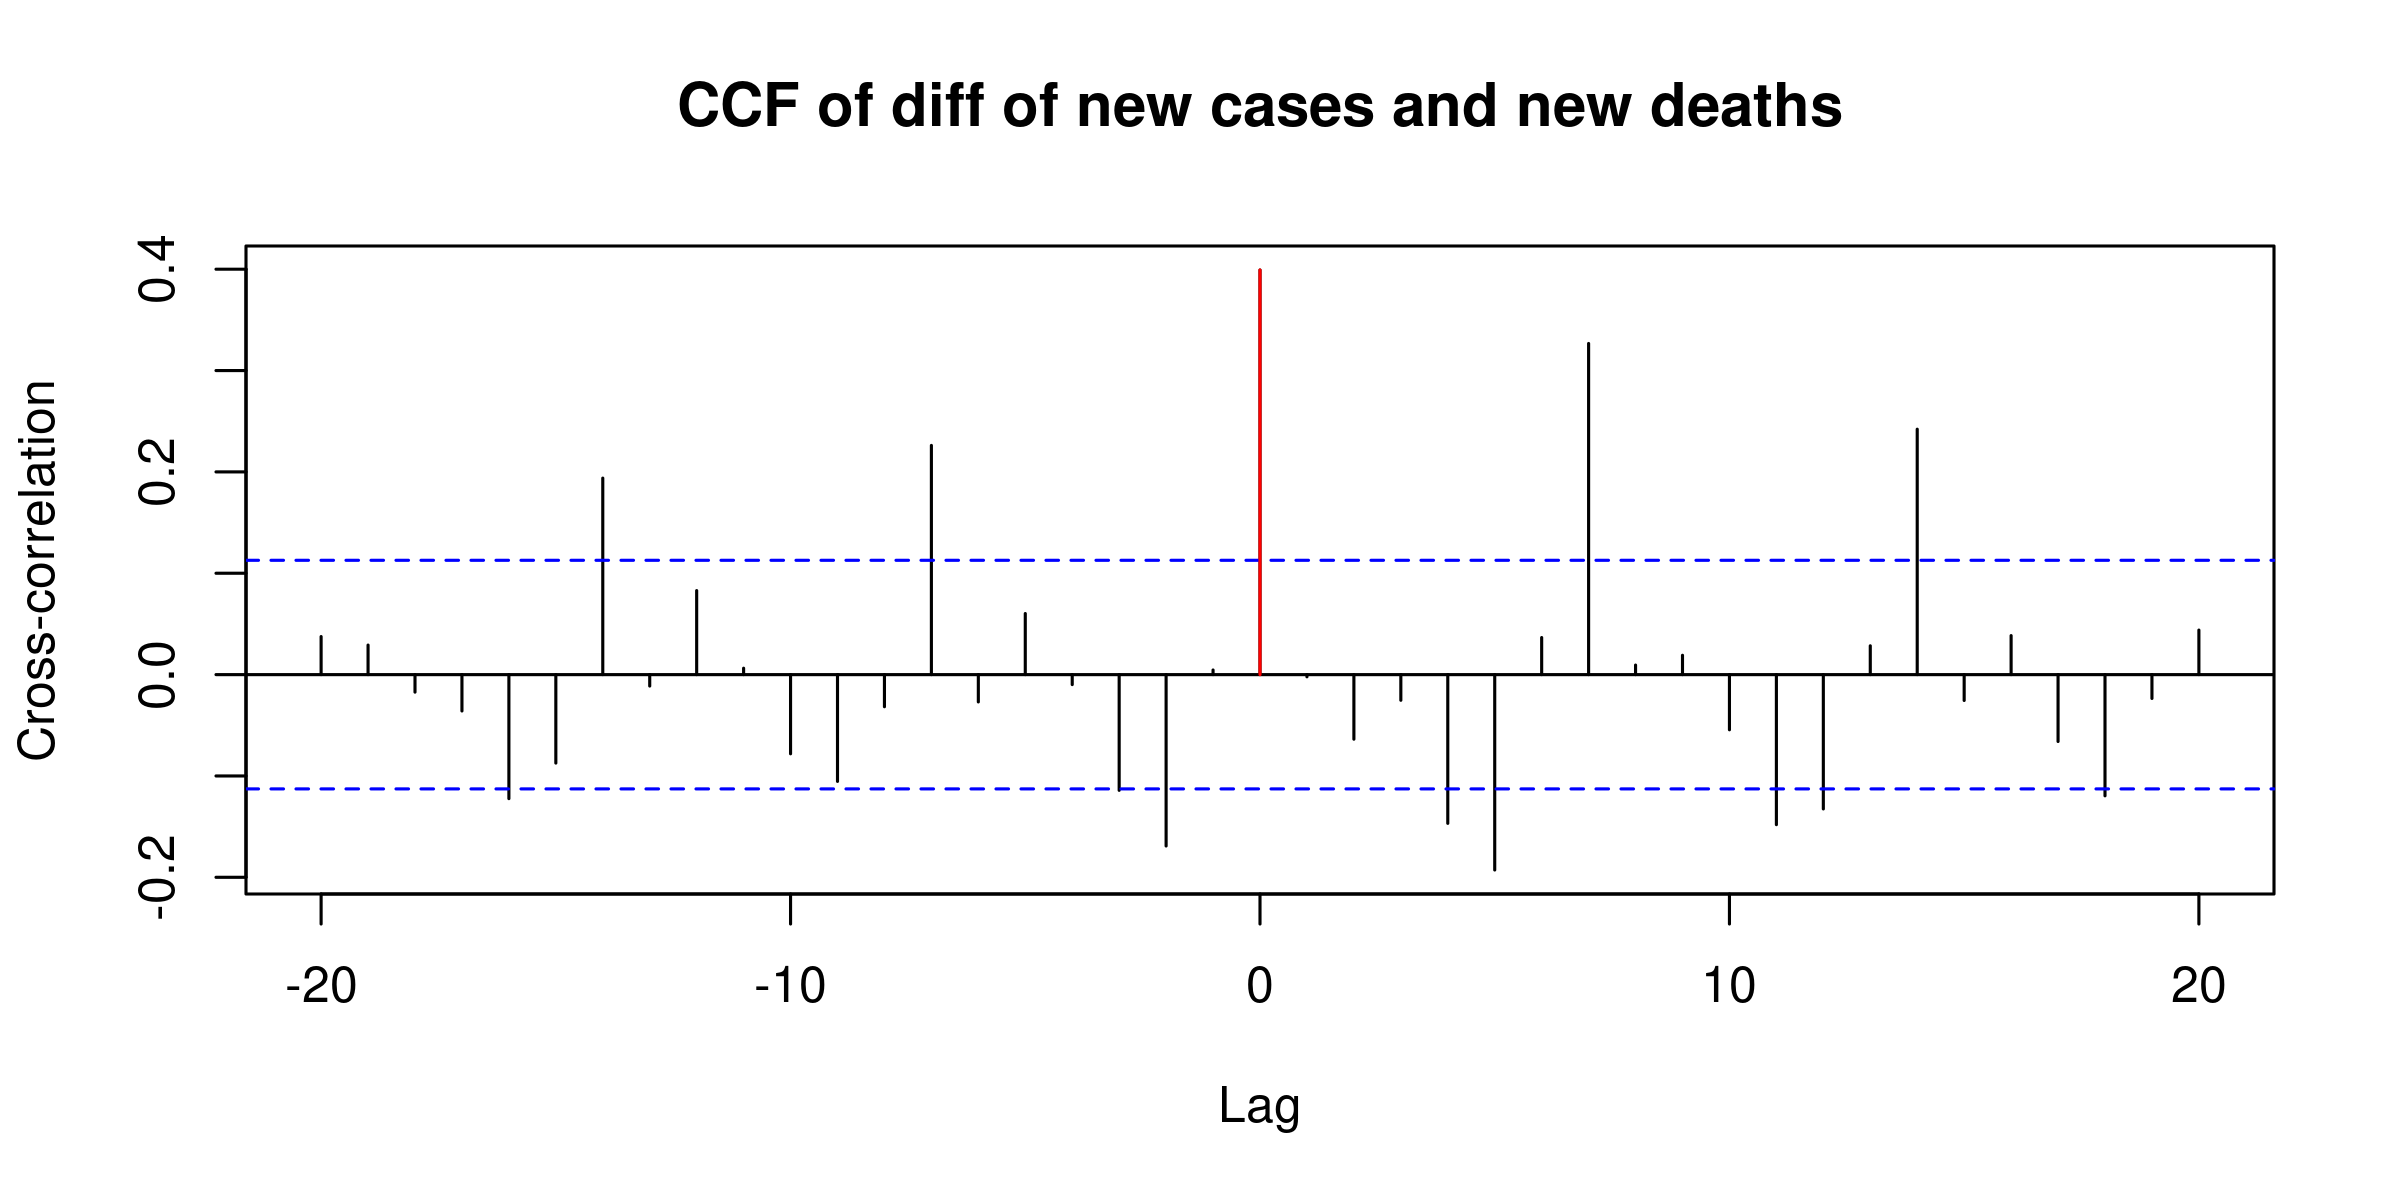 CCF of diff of new cases and new deaths
Cross-correlation
0.4
0.2
0.0
-0.2
-20 -10 0 10 20
Lag